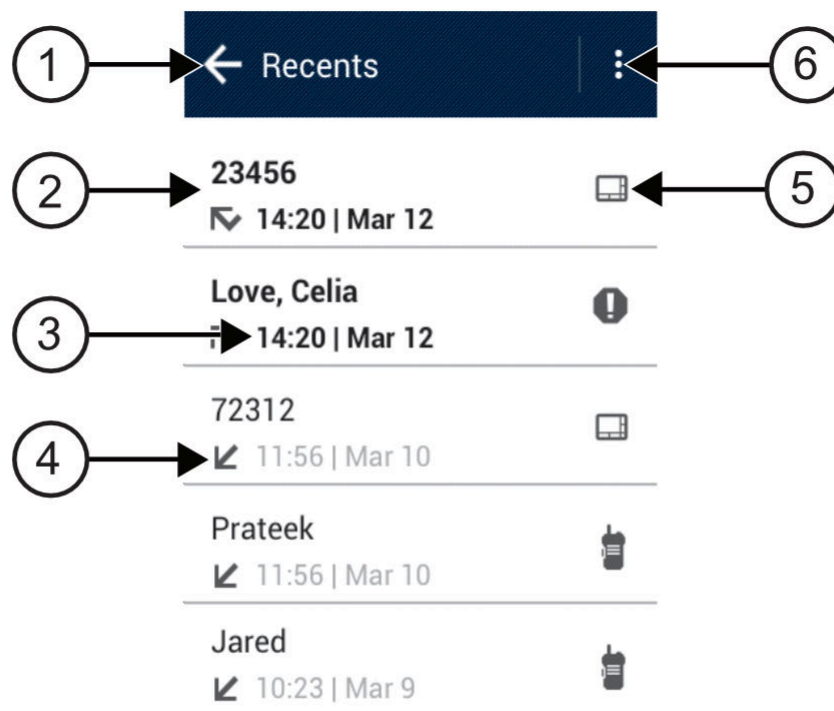 1
Recents
6
2
23456
14:20 | Mar 12
5
Love, Celia
3
14:20 | Mar 12
72312
4
11:56 | Mar 10
Prateek
11:56 | Mar 10
Jared
10:23 | Mar 9